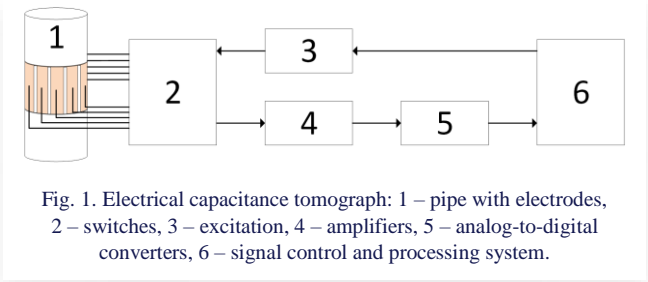 1
2
3
4
5
6
Fig. 1. Electrical capacitance tomograph: 1 – pipe with electrodes,
2 – switches, 3 – excitation, 4 – amplifiers, 5 – analog-to-digital
converters, 6 – signal control and processing system.